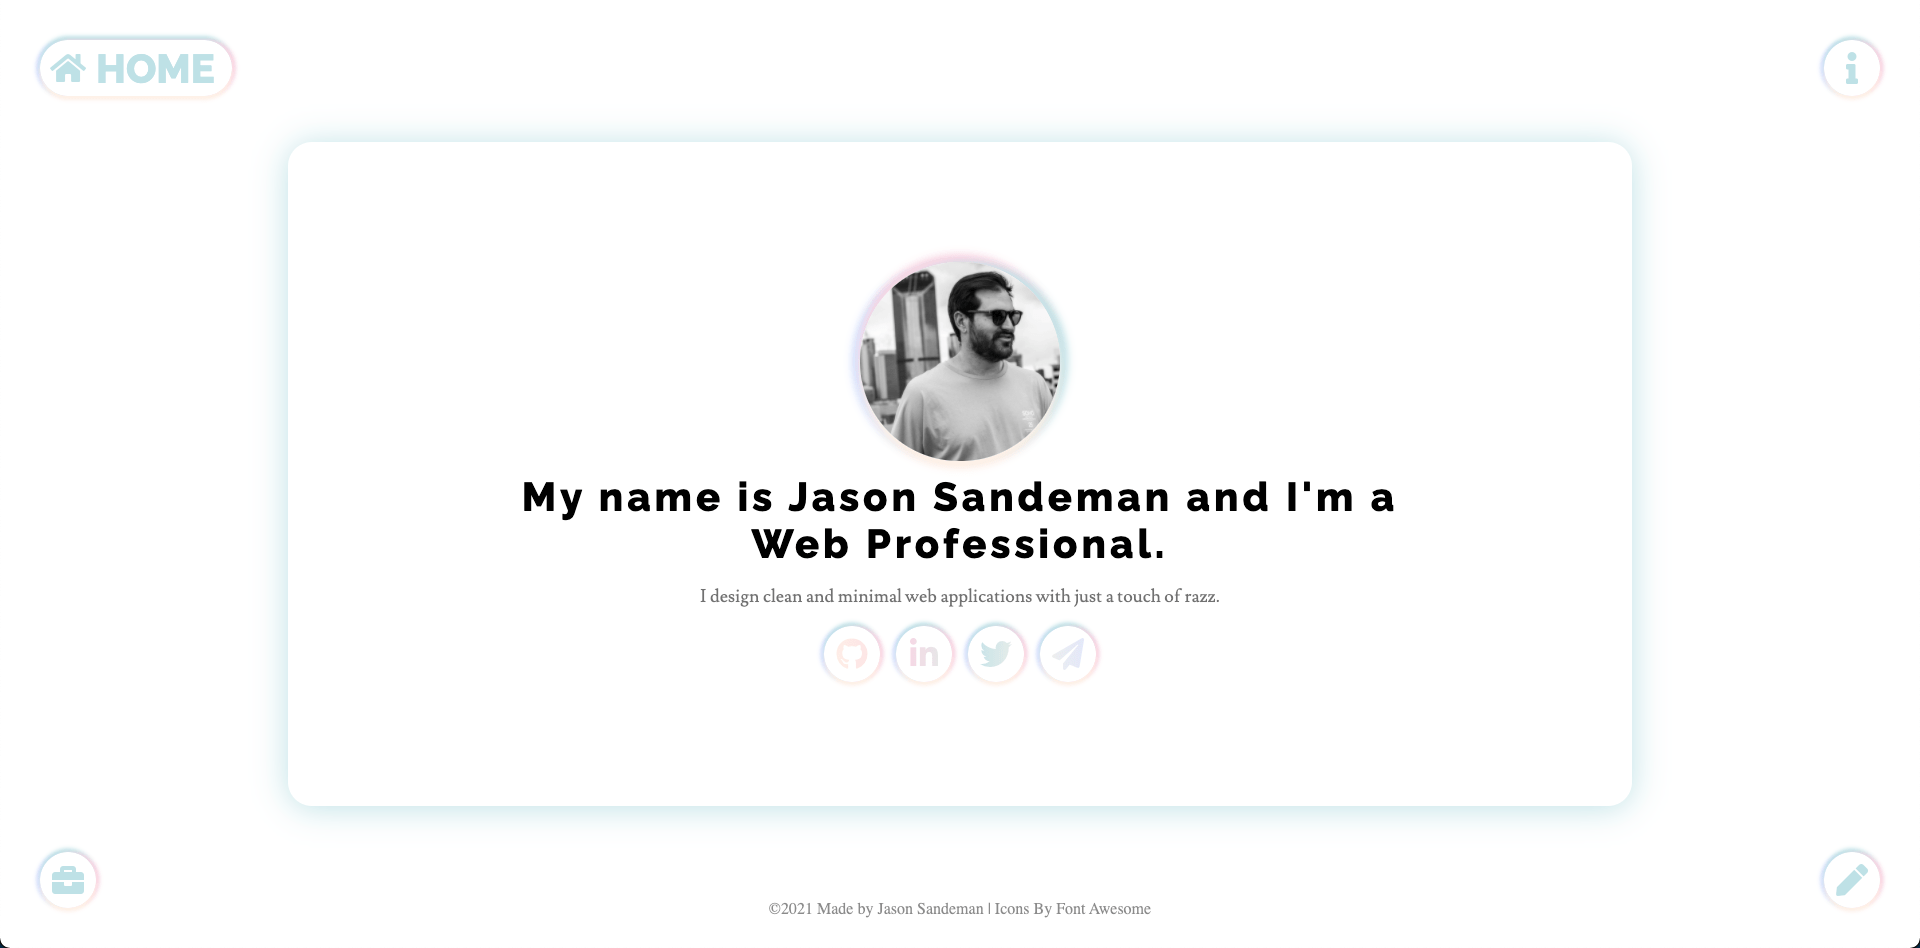 HOME
My name is Jason Sandeman and I'm a
Web Professional.
I design clean and minimal web applications with just a touch of razz.
in
©2021 Made by Jason Sandeman | Icons By Font Awesome